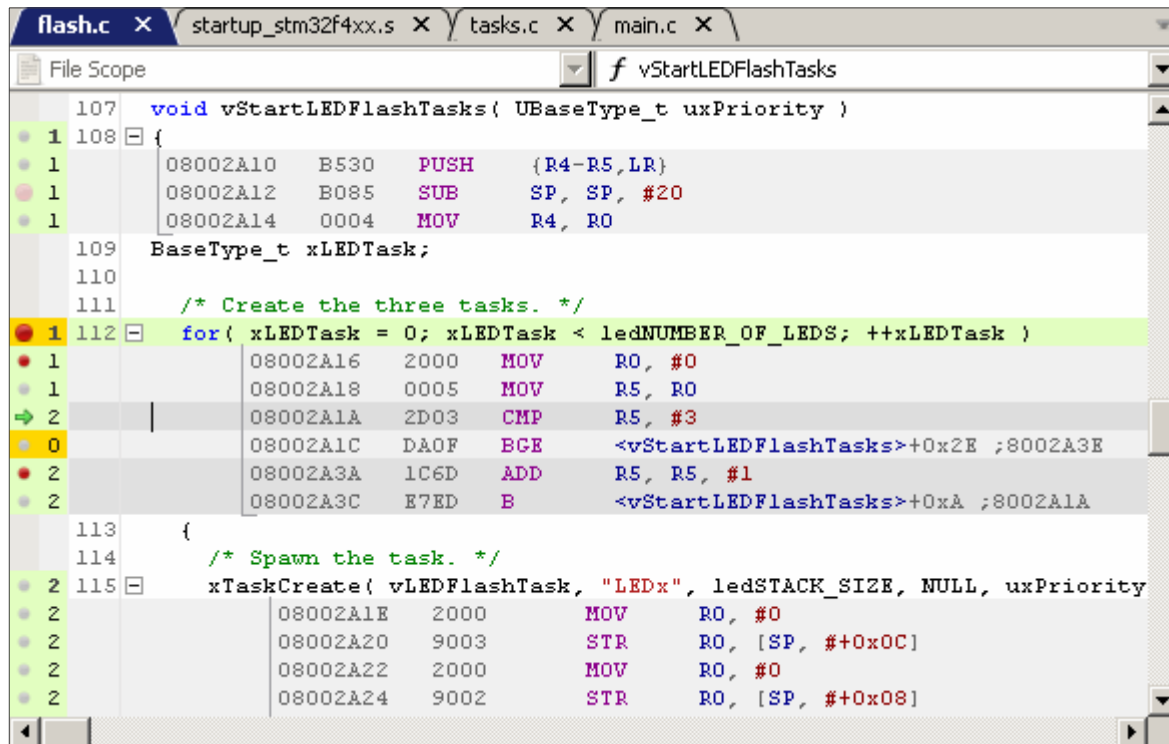 flash.c startup_stm32f4xx.s tasks.c main.c
File Scope f vStartLEDFlashTasks
107 void vStartLEDFlashTasks( UBaseType_t uxPriority )
1 108 {
1 08002A10 B530 PUSH {R4-R5,LR}
1 08002A12 B085 SUB SP, SP, #20
1 08002A14 0004 MOV R4, R0
109 BaseType_t xLEDTask;
110
111 /* Create the three tasks. */
1 112 for( xLEDTask = 0; xLEDTask < ledNUMBER_OF_LEDS; ++xLEDTask )
1 08002A16 2000 MOV R0, #0
1 08002A18 0005 MOV R5, R0
2 08002A1A 2D03 CMP R5, #3
0 08002A1C DA0F BGE <vStartLEDFlashTasks>+0x2E ;8002A3E
2 08002A3A 1C6D ADD R5, R5, #1
2 08002A3C E7ED B <vStartLEDFlashTasks>+0xA ;8002A1A
113 {
114 /* Spawn the task. */
2 115 xTaskCreate( vLEDFlashTask, "LEDx", ledSTACK_SIZE, NULL, uxPriority
2 08002A1E 2000 MOV R0, #0
2 08002A20 9003 STR R0, [SP, #+0x0C]
2 08002A22 2000 MOV R0, #0
2 08002A24 9002 STR R0, [SP, #+0x08]